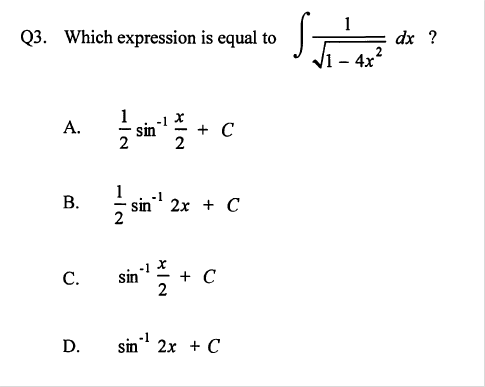 Q3. Which expression is equal to ∫ 1/√(1 – 4x²) dx ?
A. 1/2 sin⁻¹ x/2 + C
B. 1/2 sin⁻¹ 2x + C
C. sin⁻¹ x/2 + C
D. sin⁻¹ 2x + C